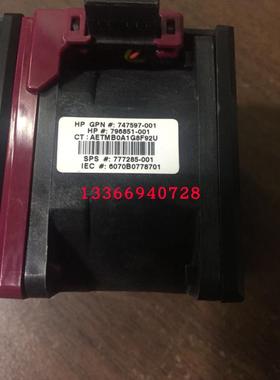 HP GPN #: 747597-001
HP #: 796851-001
CT: AETMB0A1G8F92U
SPS #: 777285-001
IEC #: 6070B0778701
13366940728